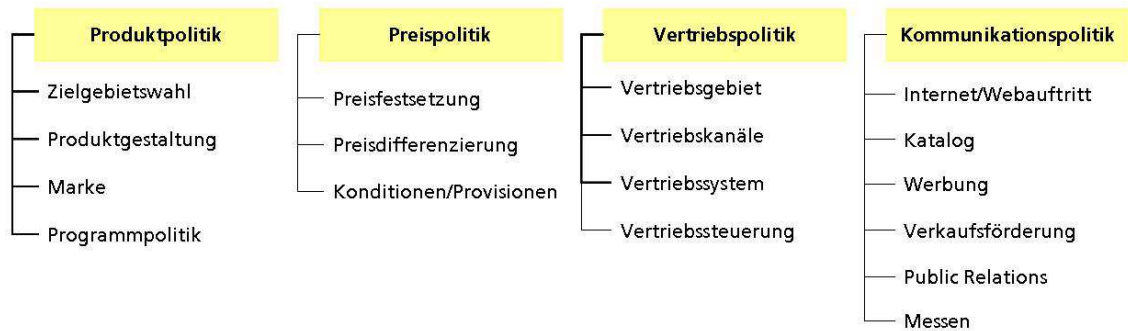 Produktpolitik
Zielgebietswahl
Produktgestaltung
Marke
Programmpolitik
Preispolitik
Preisfestsetzung
Preisdifferenzierung
Konditionen/Provisionen
Vertriebspolitik
Vertriebsgebiet
Vertriebskanäle
Vertriebssystem
Vertriebssteuerung
Kommunikationspolitik
Internet/Webauftritt
Katalog
Werbung
Verkaufsförderung
Public Relations
Messen